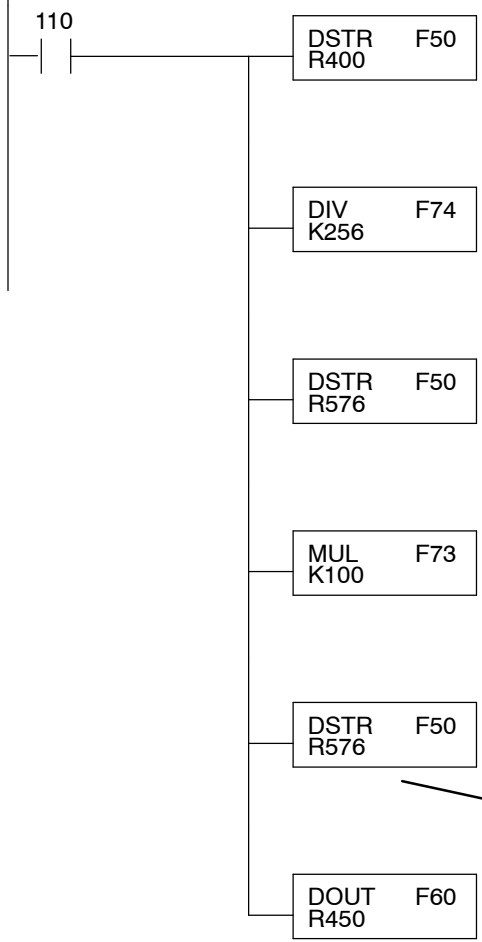 110
DSTR F50
R400
DIV F74
K256
DSTR F50
R576
MUL F73
K100
DSTR F50
R576
DOUT F60
R450